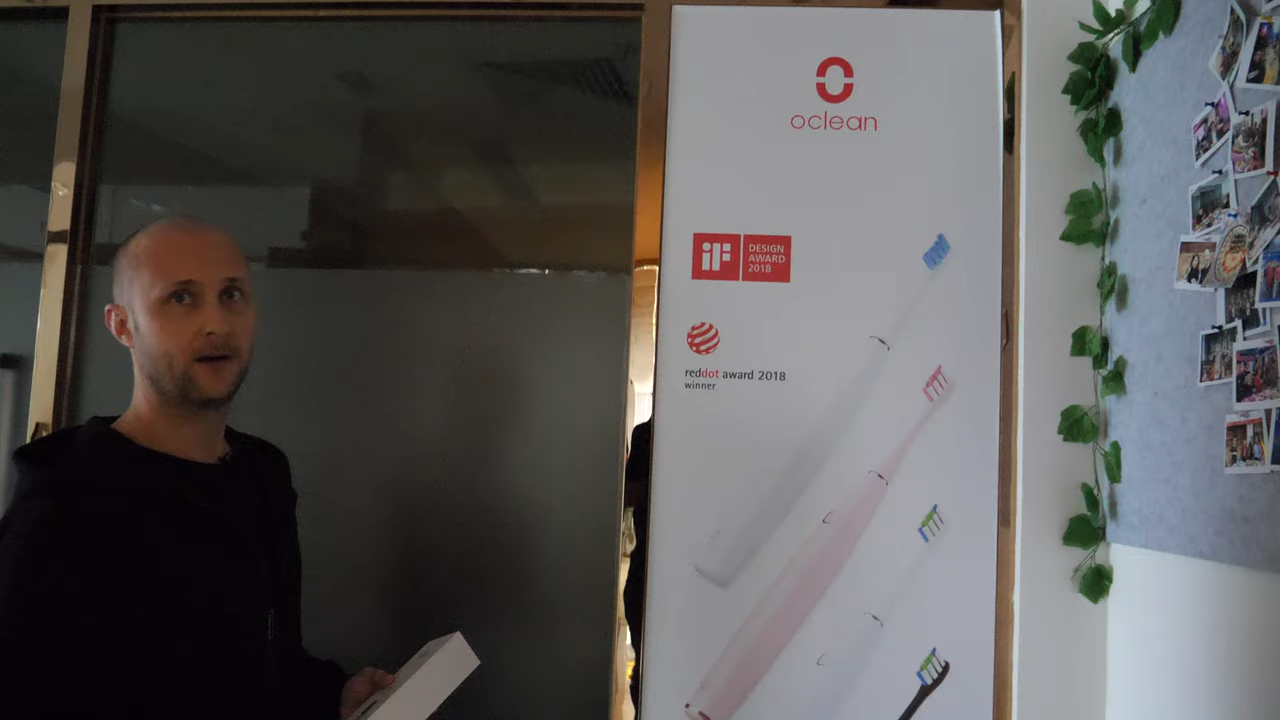 oclean
iF
DESIGN
AWARD
2018
reddot award 2018
winner